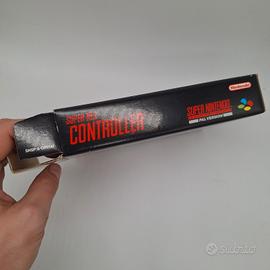 SUPER NES
CONTROLLER
Nintendo
SUPER NINTENDO
PAL VERSION
Subito.it